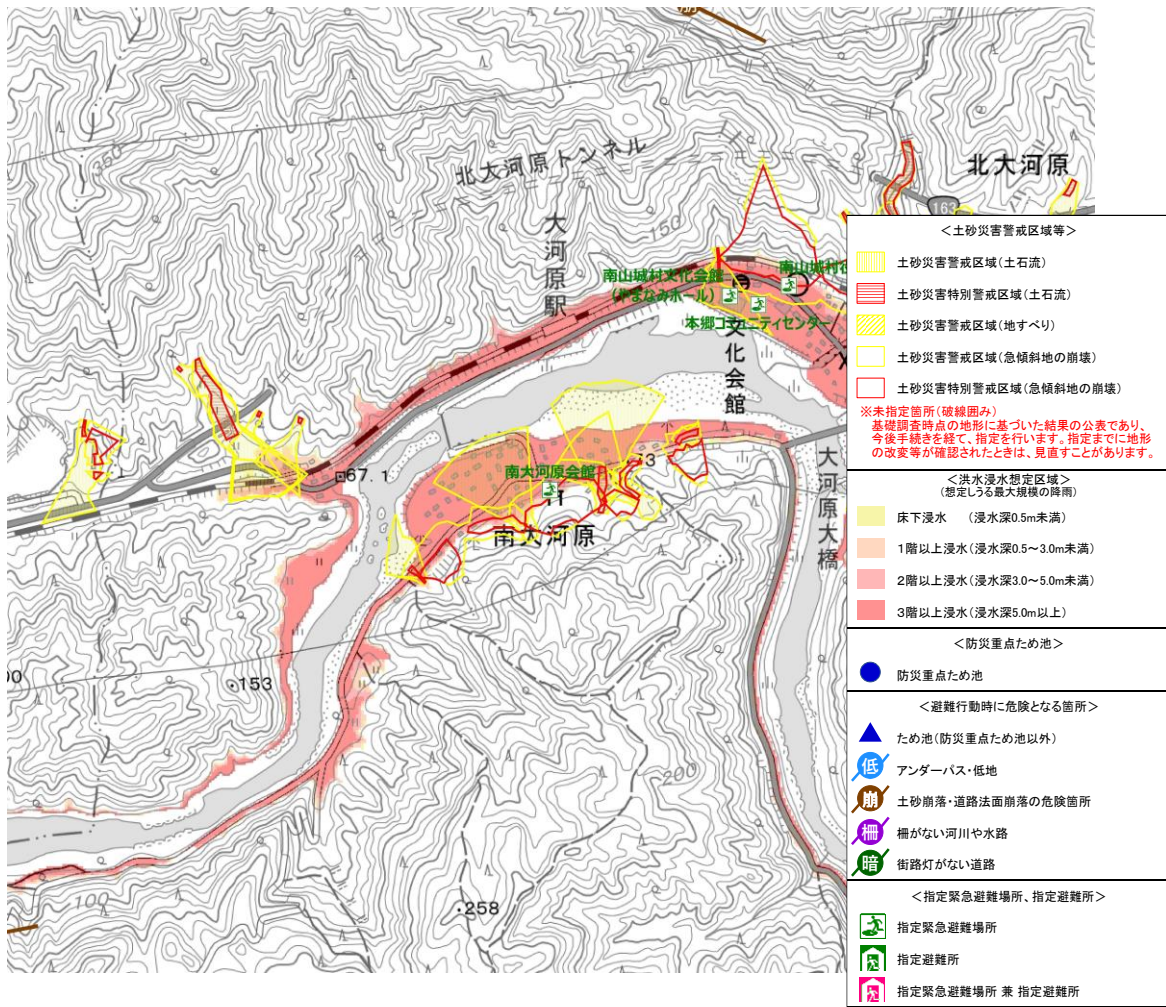 崩
北大河原
北大河原トンネル
350
150
163
大河原駅
南山城村文化会館
(やまなみホール)
南山城村役
本郷コミュニティセンター
文化会館
67.1
南大河原会館
南大河原
大河原大橋
153
200
100
258
00
<土砂災害警戒区域等>
土砂災害警戒区域(土石流)
土砂災害特別警戒区域(土石流)
土砂災害警戒区域(地すべり)
土砂災害警戒区域(急傾斜地の崩壊)
土砂災害特別警戒区域(急傾斜地の崩壊)
※未指定箇所(破線囲み)
基礎調査時点の地形に基づいた結果の公表であり、
今後手続きを経て、指定を行います。指定までに地形
の改変等が確認されたときは、見直すことがあります。
<洪水浸水想定区域>
(想定しうる最大規模の降雨)
床下浸水 (浸水深0.5m未満)
1階以上浸水(浸水深0.5~3.0m未満)
2階以上浸水(浸水深3.0~5.0m未満)
3階以上浸水(浸水深5.0m以上)
<防災重点ため池>
防災重点ため池
<避難行動時に危険となる箇所>
ため池(防災重点ため池以外)
低 アンダーパス・低地
崩 土砂崩落・道路法面崩落の危険箇所
柵 柵がない河川や水路
暗 街路灯がない道路
<指定緊急避難場所、指定避難所>
指定緊急避難場所
指定避難所
指定緊急避難場所 兼 指定避難所